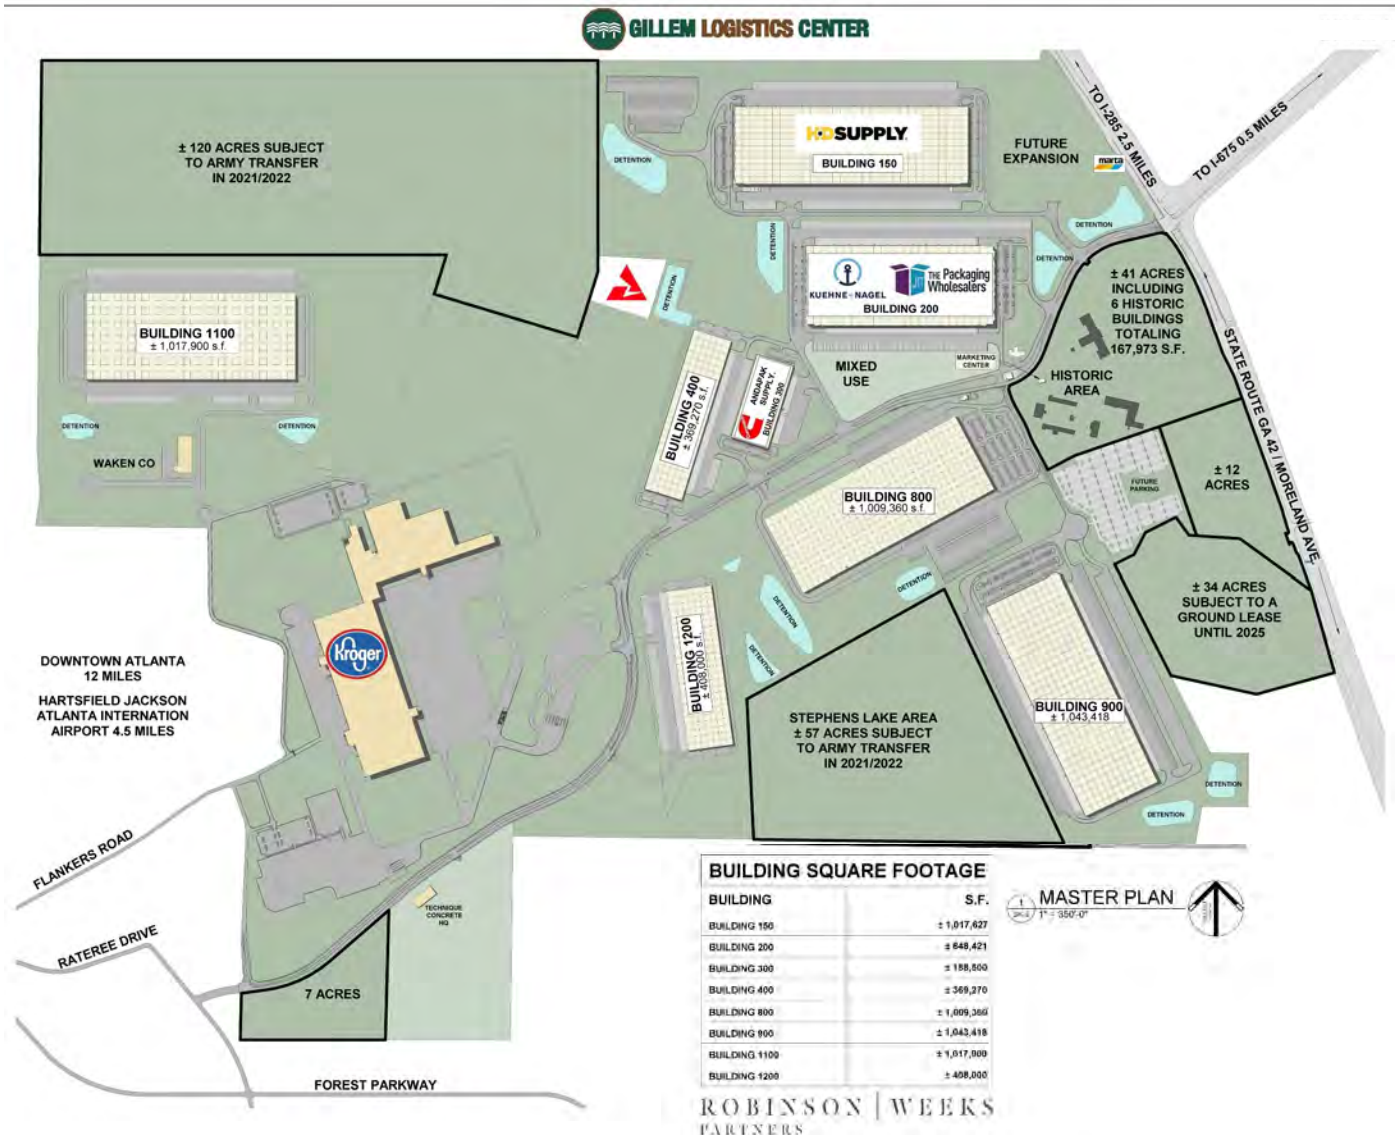 GILLEM LOGISTICS CENTER
± 120 ACRES SUBJECT
TO ARMY TRANSFER
IN 2021/2022
DETENTION
HDSUPPLY.
BUILDING 150
FUTURE
EXPANSION
marta
TO I-285 2.5 MILES
TO I-675 0.5 MILES
DETENTION
DETENTION
DETENTION
DETENTION
KUEHNE+NAGEL
JIT THE Packaging
Wholesalers
BUILDING 200
± 41 ACRES
INCLUDING
6 HISTORIC
BUILDINGS
TOTALING
167,973 S.F.
STATE ROUTE GA 42 / MORELAND AVE
BUILDING 1100
± 1,017,900 s.f.
DETENTION
DETENTION
DETENTION
WAKEN CO
BUILDING 400
± 369,270 s.f.
ANDAPAK
SUPPLY.
BUILDING 300
MIXED
USE
MARKETING
CENTER
HISTORIC
AREA
BUILDING 800
± 1,009,360 s.f.
FUTURE
PARKING
± 12
ACRES
± 34 ACRES
SUBJECT TO A
GROUND LEASE
UNTIL 2025
DETENTION
DETENTION
DETENTION
Kroger
BUILDING 1200
± 408,000 s.f.
DOWNTOWN ATLANTA
12 MILES
HARTSFIELD JACKSON
ATLANTA INTERNATION
AIRPORT 4.5 MILES
STEPHENS LAKE AREA
± 57 ACRES SUBJECT
TO ARMY TRANSFER
IN 2021/2022
BUILDING 900
± 1,043,418
DETENTION
DETENTION
FLANKERS ROAD
RATEREE DRIVE
TECHNIQUE
CONCRETE
HQ
7 ACRES
FOREST PARKWAY
BUILDING SQUARE FOOTAGE
BUILDING S.F.
BUILDING 150 ± 1,017,627
BUILDING 200 ± 648,421
BUILDING 300 ± 188,500
BUILDING 400 ± 369,270
BUILDING 800 ± 1,009,360
BUILDING 900 ± 1,043,418
BUILDING 1100 ± 1,017,900
BUILDING 1200 ± 408,000
1
MASTER PLAN
1" = 350'-0"
ROBINSON | WEEKS
PARTNERS